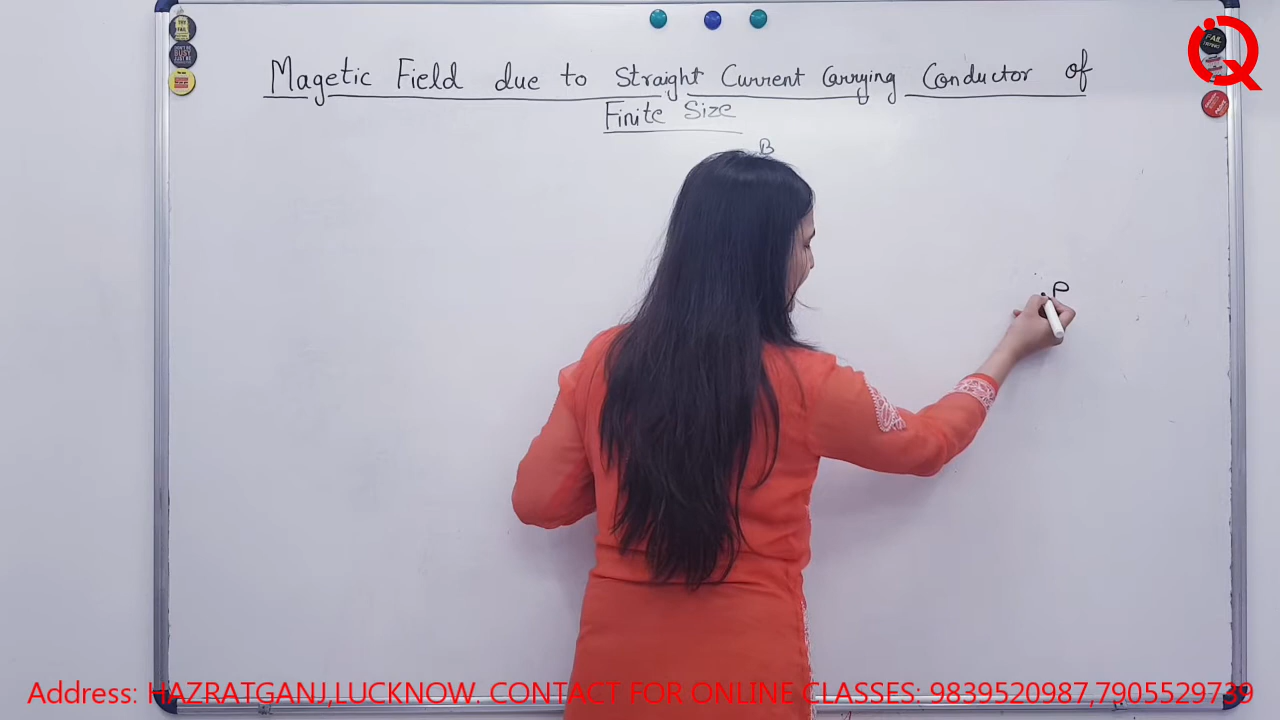 Magetic Field due to Straight Current Carrying Conductor of
Finite Size
B
P
Address: HAZRATGANJ,LUCKNOW. CONTACT FOR ONLINE CLASSES: 9839520987,7905529739